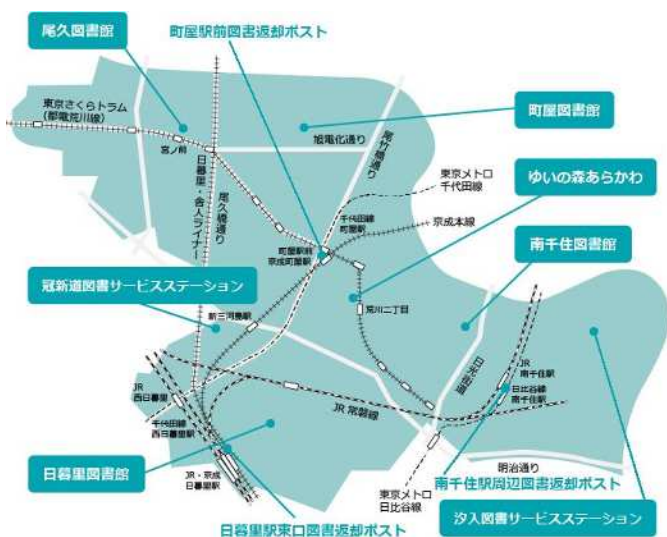 尾久図書館
町屋駅前図書返却ポスト
東京さくらトラム
(都電荒川線)
宮ノ前
旭電化通り
町屋図書館
尾竹橋通り
日暮里・舎人ライナー
尾久橋通り
東京メトロ
千代田線
ゆいの森あらかわ
千代田線
町屋駅
京成本線
町屋駅前
京成町屋駅
南千住図書館
冠新道図書サービスステーション
新三河島駅
荒川二丁目
日光街道
JR
南千住駅
日比谷線
南千住駅
JR
西日暮里
JR 常磐線
千代田線
西日暮里駅
日暮里図書館
JR・京成
日暮里駅
明治通り
東京メトロ
日比谷線
南千住駅周辺図書返却ポスト
日暮里駅東口図書返却ポスト
汐入図書サービスステーション